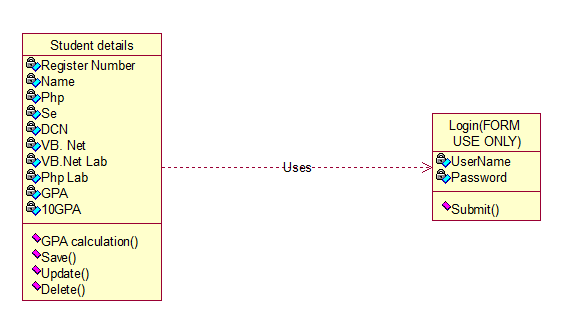 Student details
Register Number
Name
Php
Se
DCN
VB. Net
VB.Net Lab
Php Lab
GPA
10GPA
GPA calculation()
Save()
Update()
Delete()
Uses
Login(FORM
USE ONLY)
UserName
Password
Submit()